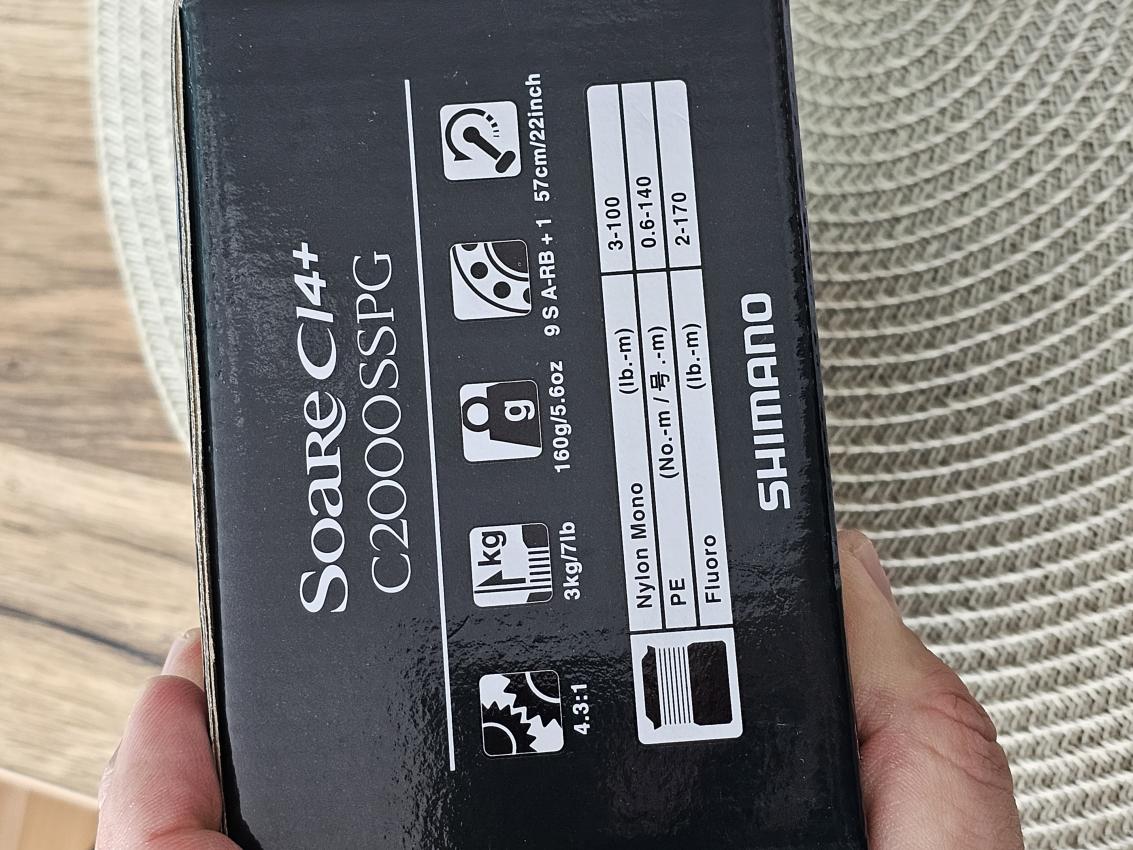 Soare CI4+
C2000SSPG
4.3:1
kg
3kg/7lb
g
160g/5.6oz
9 S A-RB + 1
57cm/22inch
Nylon Mono (lb.-m) 3-100
PE (No.-m / 号 .-m) 0.6-140
Fluoro (lb.-m) 2-170
SHIMANO